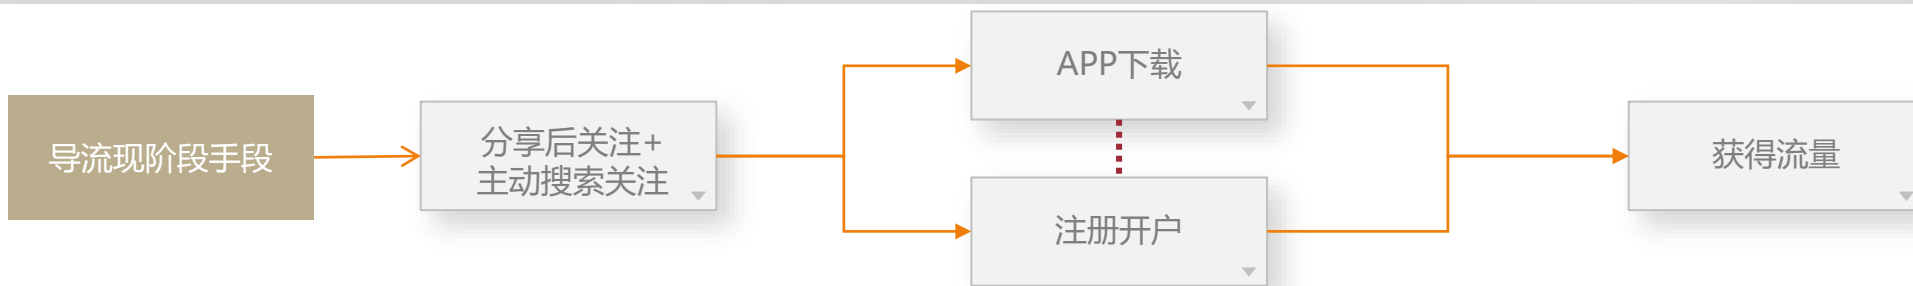 导流现阶段手段
分享后关注+
主动搜索关注
APP下载
注册开户
获得流量